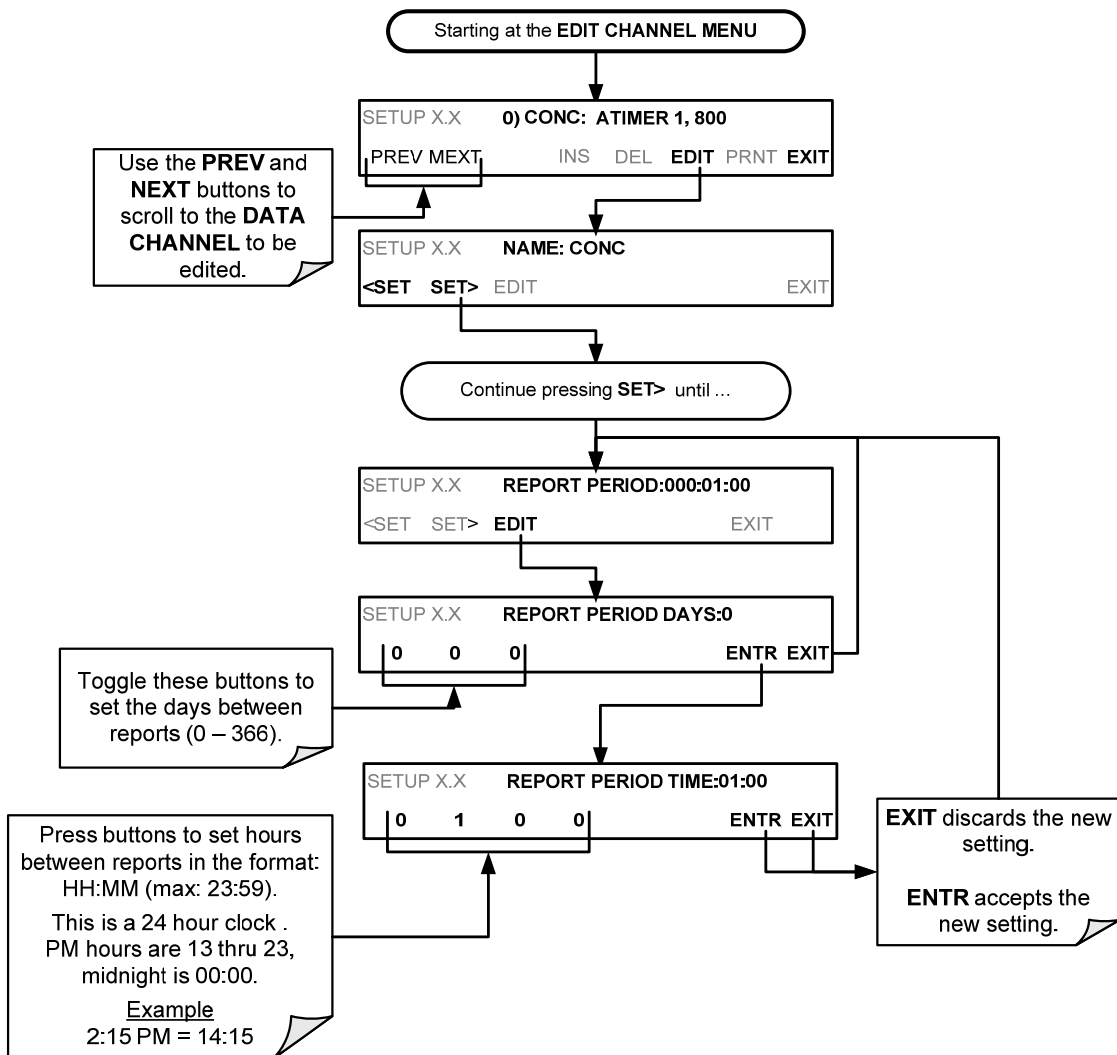 Starting at the EDIT CHANNEL MENU
SETUP X.X 0) CONC: ATIMER 1, 800
PREV MEXT INS DEL EDIT PRNT EXIT
Use the PREV and
NEXT buttons to
scroll to the DATA
CHANNEL to be
edited.
SETUP X.X NAME: CONC
<SET SET> EDIT EXIT
Continue pressing SET> until ...
SETUP X.X REPORT PERIOD:000:01:00
<SET SET> EDIT EXIT
SETUP X.X REPORT PERIOD DAYS:0
0 0 0 ENTR EXIT
Toggle these buttons to
set the days between
reports (0 – 366).
SETUP X.X REPORT PERIOD TIME:01:00
0 1 0 0 ENTR EXIT
Press buttons to set hours
between reports in the format:
HH:MM (max: 23:59).
This is a 24 hour clock .
PM hours are 13 thru 23,
midnight is 00:00.
Example
2:15 PM = 14:15
EXIT discards the new
setting.
ENTR accepts the
new setting.